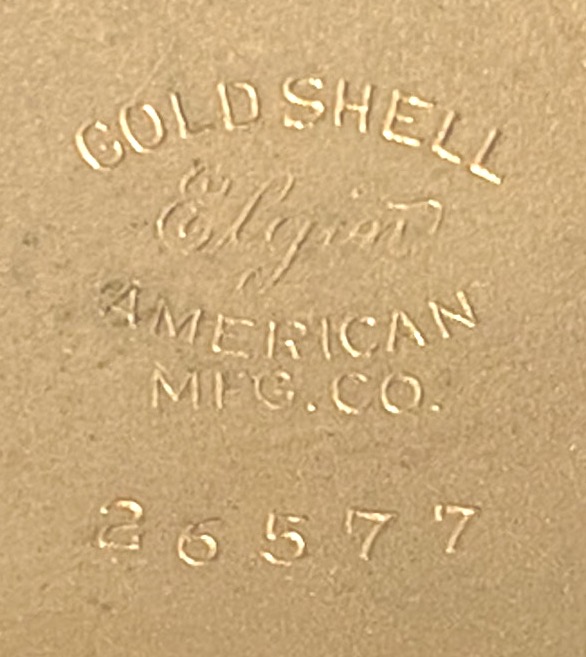 GOLD SHELL
Elgin
AMERICAN
MFG. CO.
26577